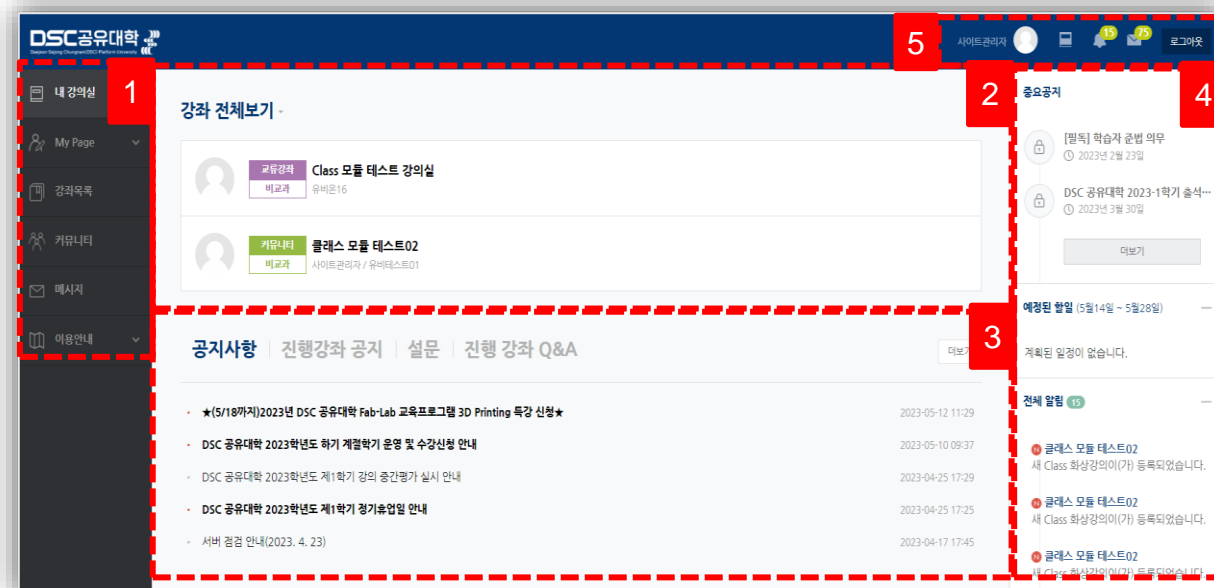 DSC공유대학
Daejeon·Sejong·Chungnam(DSC) Platform University
5
사이트관리자
15
75
로그아웃
1
내 강의실
My Page
강좌목록
커뮤니티
메시지
이용안내
2
강좌 전체보기
교류강좌
비교과
Class 모듈 테스트 강의실
유비온16
커뮤니티
비교과
클래스 모듈 테스트02
사이트관리자 / 유비테스트01
3
공지사항
진행강좌 공지
설문
진행 강좌 Q&A
더보기
★(5/18까지)2023년 DSC 공유대학 Fab-Lab 교육프로그램 3D Printing 특강 신청★
2023-05-12 11:29
DSC 공유대학 2023학년도 하기 계절학기 운영 및 수강신청 안내
2023-05-10 09:37
DSC 공유대학 2023학년도 제1학기 강의 중간평가 실시 안내
2023-04-25 17:29
DSC 공유대학 2023학년도 제1학기 정기휴업일 안내
2023-04-25 17:25
서버 점검 안내(2023. 4. 23)
2023-04-17 17:45
4
중요공지
[필독] 학습자 준법 의무
2023년 2월 23일
DSC 공유대학 2023-1학기 출석…
2023년 3월 30일
더보기
예정된 할일 (5월14일 ~ 5월28일)
계획된 일정이 없습니다.
전체 알림 15
N 클래스 모듈 테스트02
새 Class 화상강의이(가) 등록되었습니다.
N 클래스 모듈 테스트02
새 Class 화상강의이(가) 등록되었습니다.
N 클래스 모듈 테스트02
새 Class 화상강의이(가) 등록되었습니다.